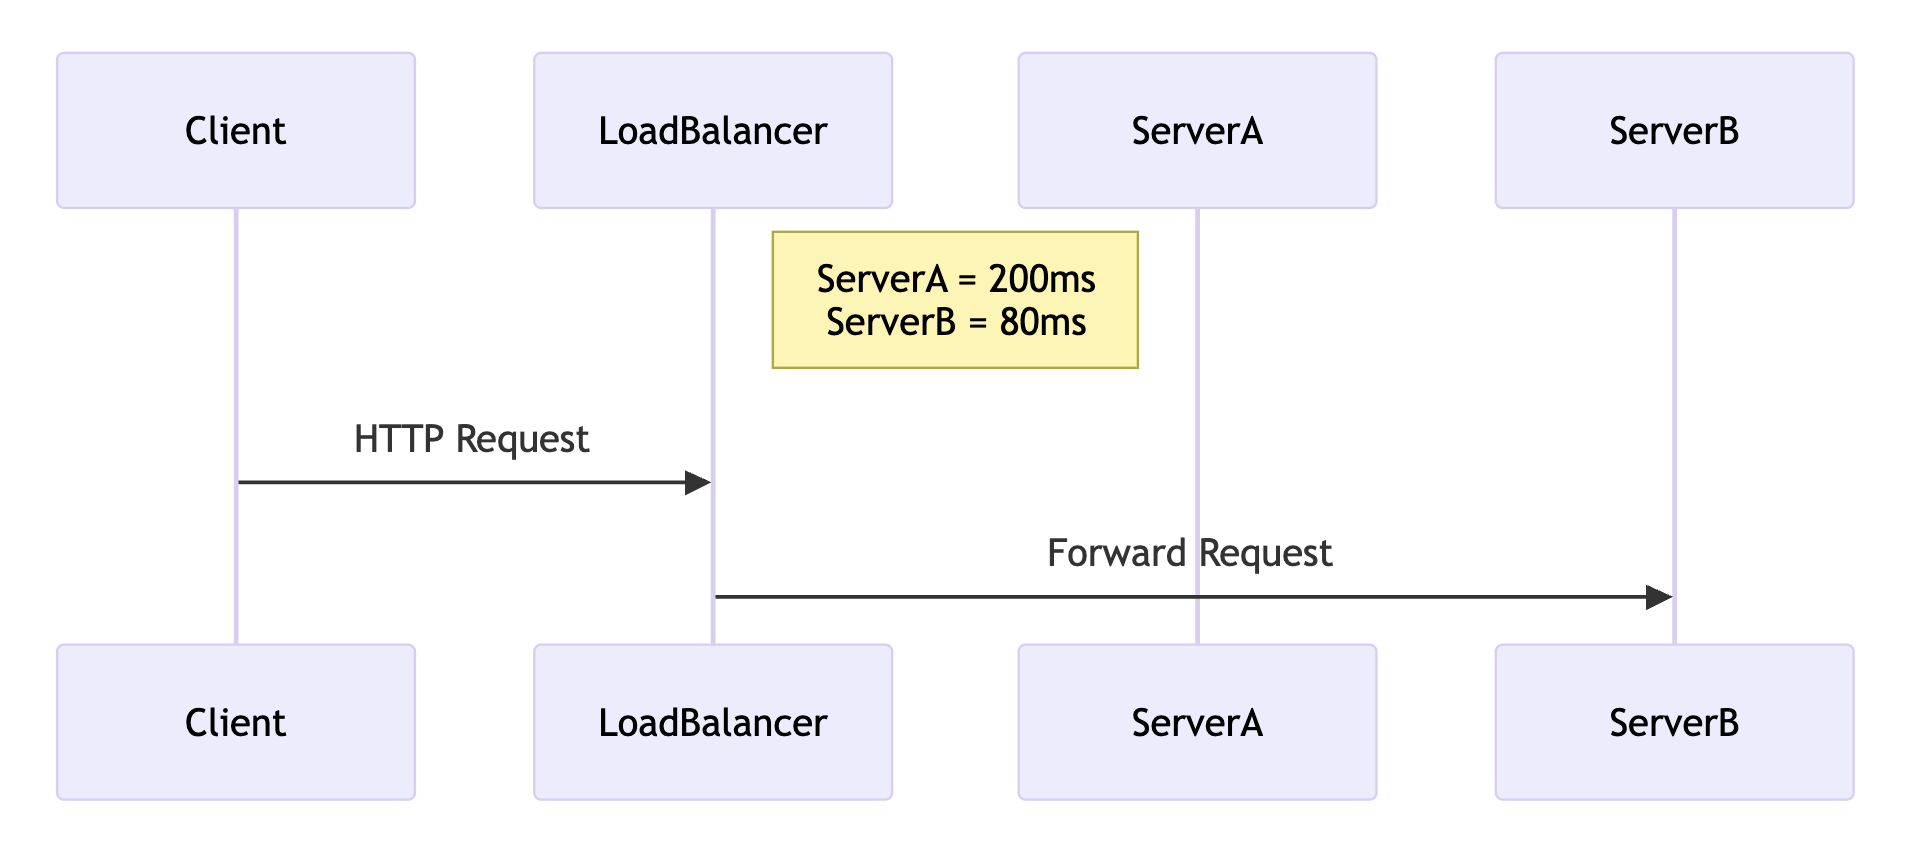 Client
LoadBalancer
ServerA
ServerB
ServerA = 200ms
ServerB = 80ms
HTTP Request
Forward Request
Client
LoadBalancer
ServerA
ServerB